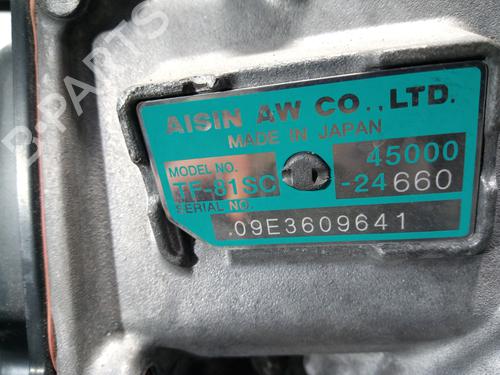 B-PARTS
AISIN AW CO.,LTD.
MADE IN JAPAN
MODEL NO. 45000
TF-81SC -24660
SERIAL NO.
09E3609641